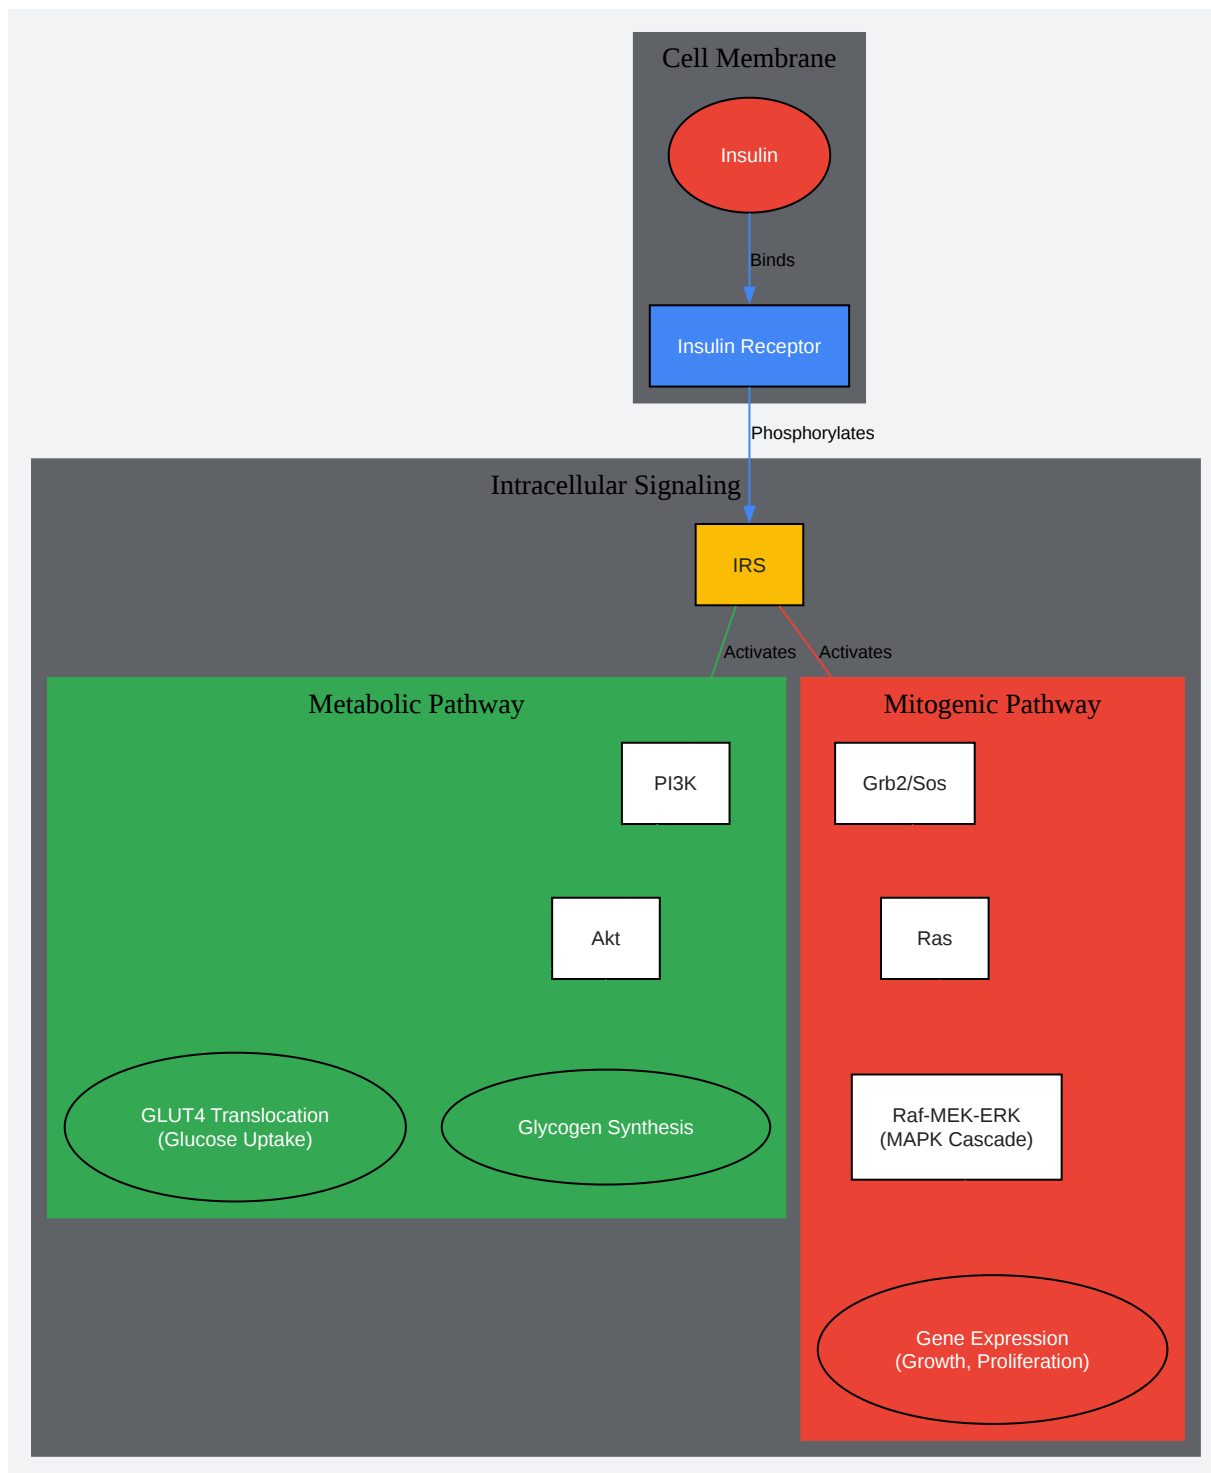 Cell Membrane
Insulin
Binds
Insulin Receptor
Phosphorylates
Intracellular Signaling
IRS
Activates
Activates
Metabolic Pathway
Mitogenic Pathway
PI3K
Grb2/Sos
Akt
Ras
GLUT4 Translocation
(Glucose Uptake)
Glycogen Synthesis
Raf-MEK-ERK
(MAPK Cascade)
Gene Expression
(Growth, Proliferation)